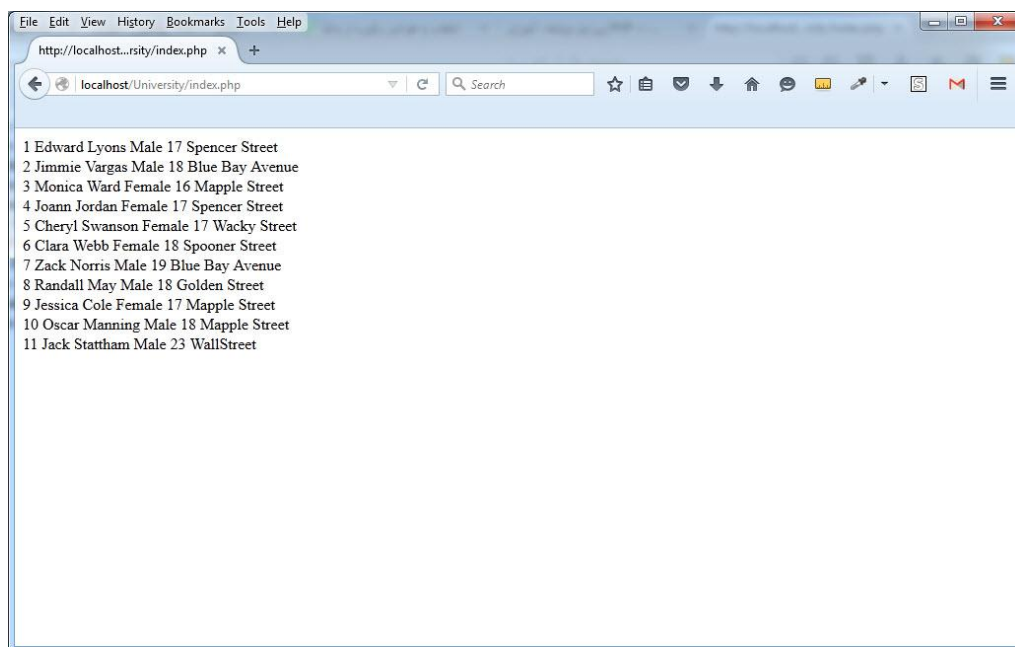 File Edit View History Bookmarks Tools Help
http://localhost...rsity/index.php × +
localhost/University/index.php Search
1 Edward Lyons Male 17 Spencer Street
2 Jimmie Vargas Male 18 Blue Bay Avenue
3 Monica Ward Female 16 Mapple Street
4 Joann Jordan Female 17 Spencer Street
5 Cheryl Swanson Female 17 Wacky Street
6 Clara Webb Female 18 Spooner Street
7 Zack Norris Male 19 Blue Bay Avenue
8 Randall May Male 18 Golden Street
9 Jessica Cole Female 17 Mapple Street
10 Oscar Manning Male 18 Mapple Street
11 Jack Stattham Male 23 WallStreet